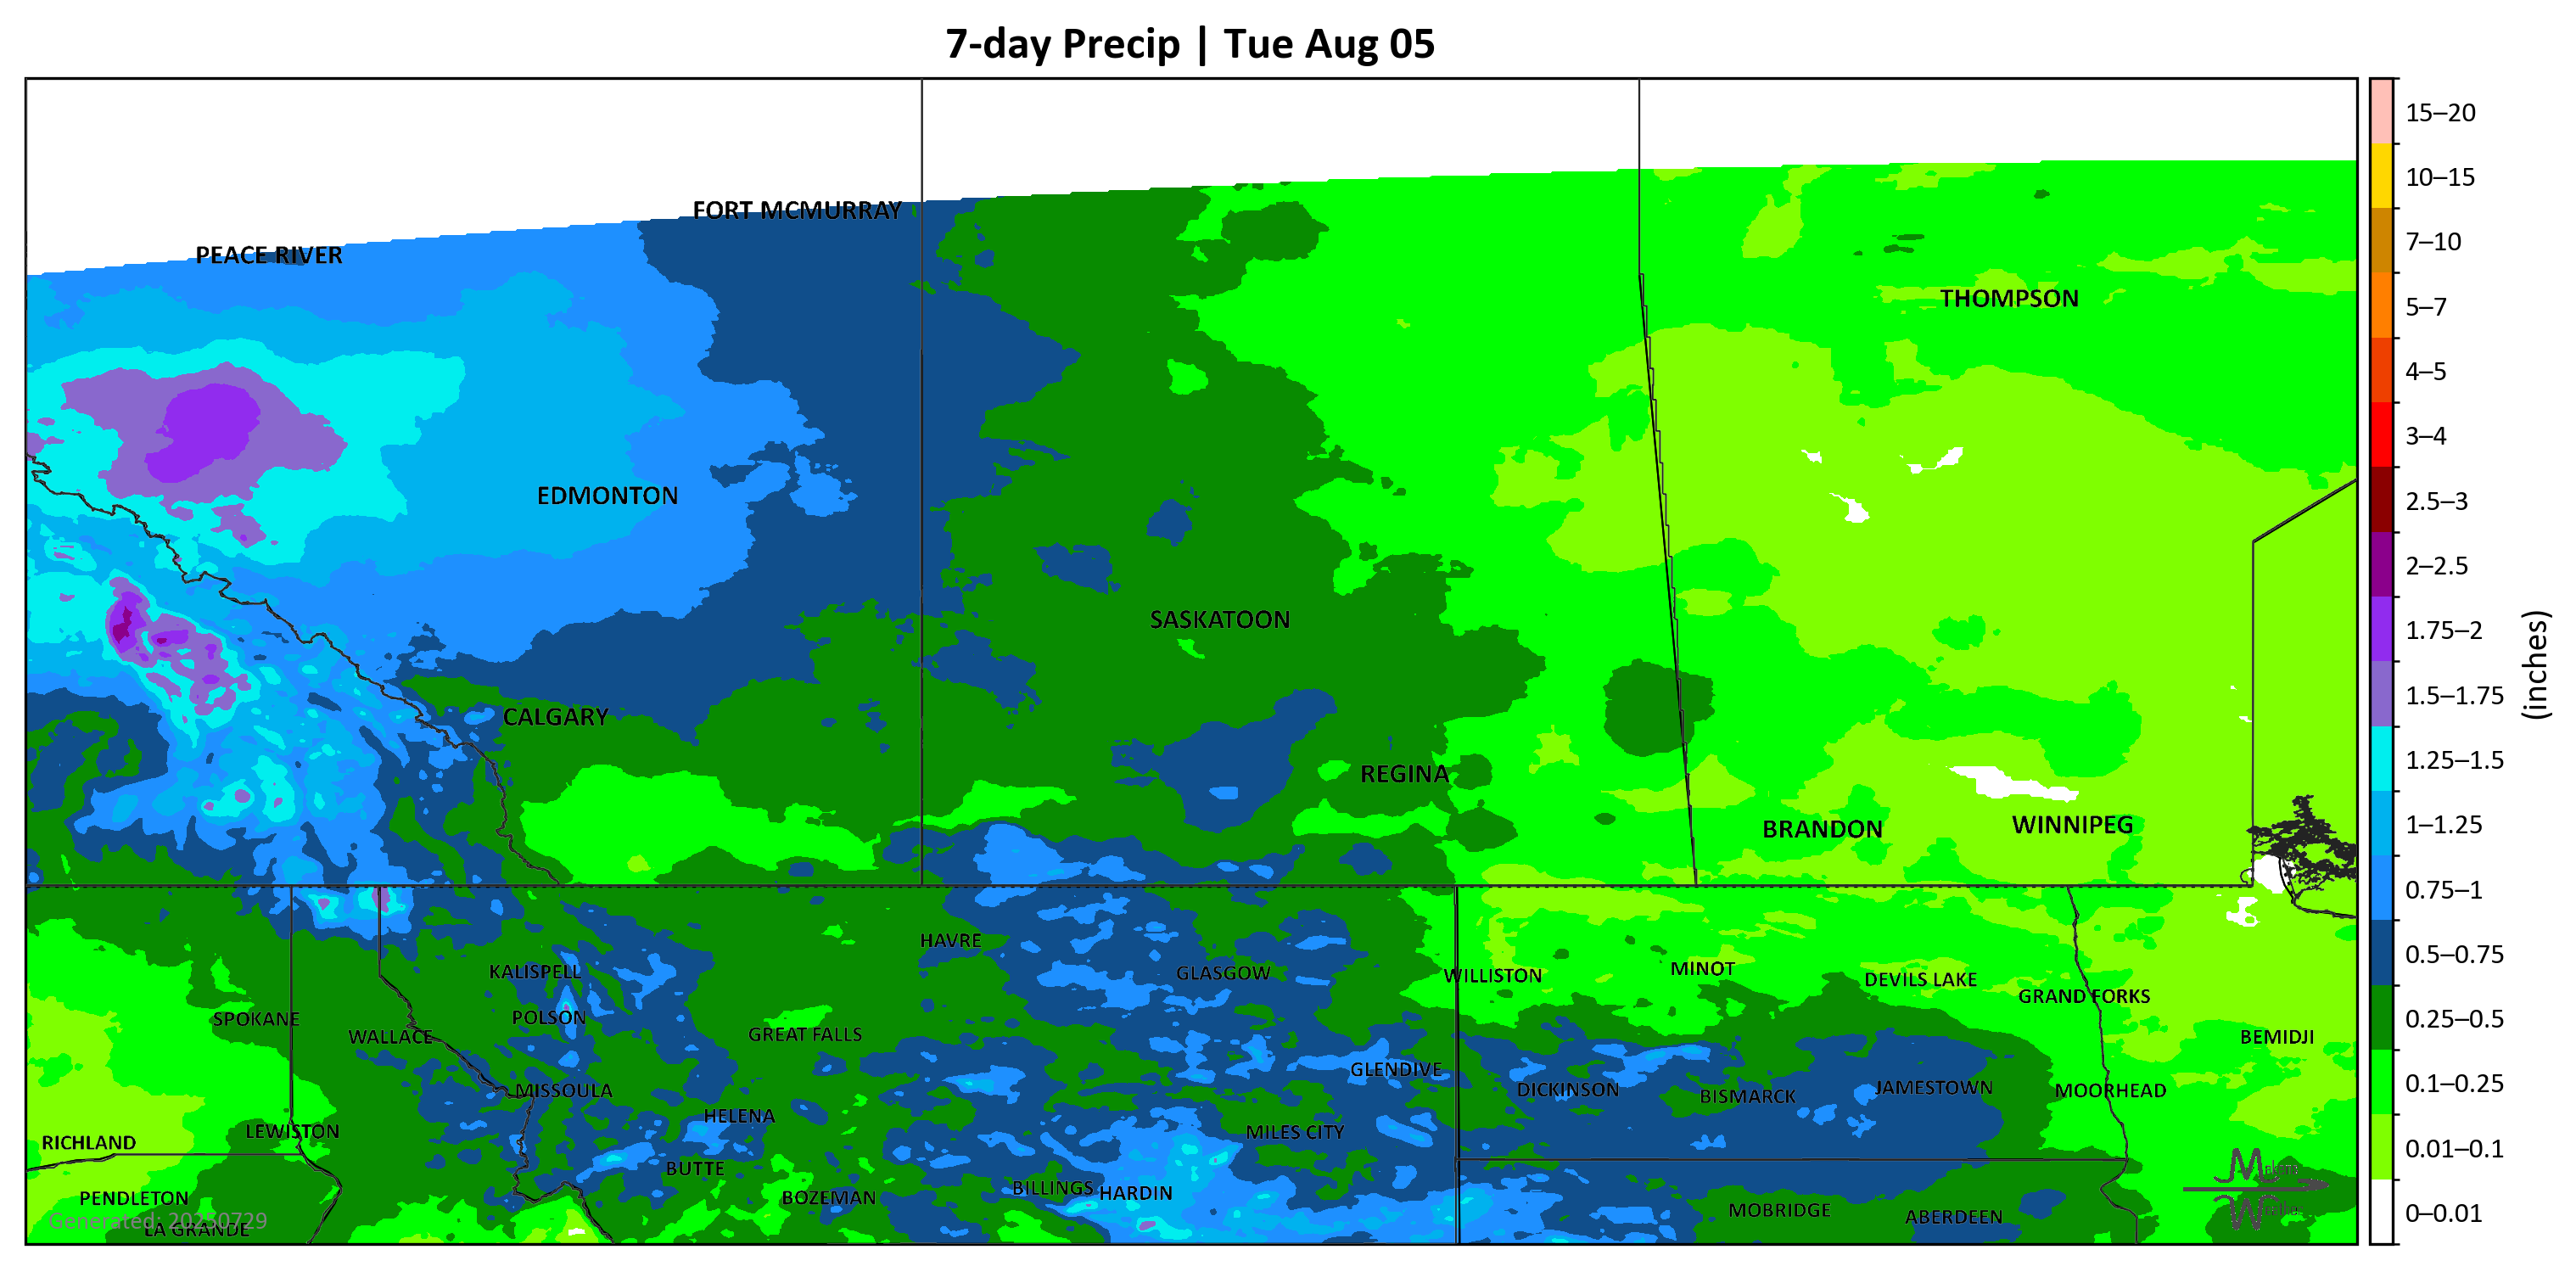 7-day Precip | Tue Aug 05
FORT MCMURRAY
PEACE RIVER
THOMPSON
EDMONTON
SASKATOON
CALGARY
REGINA
BRANDON
WINNIPEG
HAVRE
KALISPELL
GLASGOW
WILLISTON
MINOT
DEVILS LAKE
GRAND FORKS
SPOKANE
POLSON
WALLACE
GREAT FALLS
BEMIDJI
GLENDIVE
MISSOULA
DICKINSON
BISMARCK
JAMESTOWN
MOORHEAD
HELENA
LEWISTON
MILES CITY
RICHLAND
BUTTE
PENDLETON
BOZEMAN
BILLINGS
HARDIN
MOBRIDGE
ABERDEEN
Generated: 20250729
LA GRANDE
15–20
10–15
7–10
5–7
4–5
3–4
2.5–3
2–2.5
1.75–2
1.5–1.75
1.25–1.5
1–1.25
0.75–1
0.5–0.75
0.25–0.5
0.1–0.25
0.01–0.1
0–0.01
(inches)